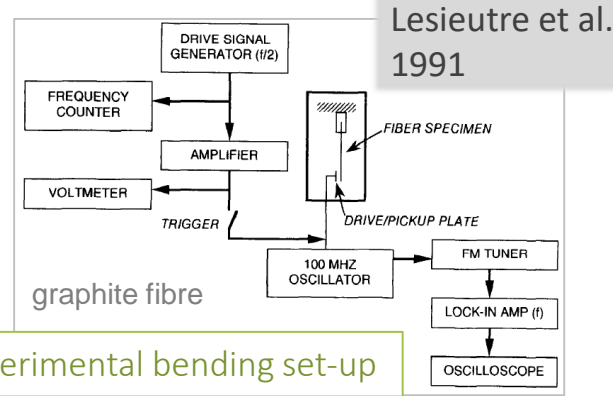 Lesieutre et al.
1991
DRIVE SIGNAL
GENERATOR (f/2)
FREQUENCY
COUNTER
AMPLIFIER
VOLTMETER
TRIGGER
FIBER SPECIMEN
DRIVE/PICKUP PLATE
100 MHZ
OSCILLATOR
FM TUNER
LOCK-IN AMP (f)
OSCILLOSCOPE
graphite fibre
erimental bending set-up